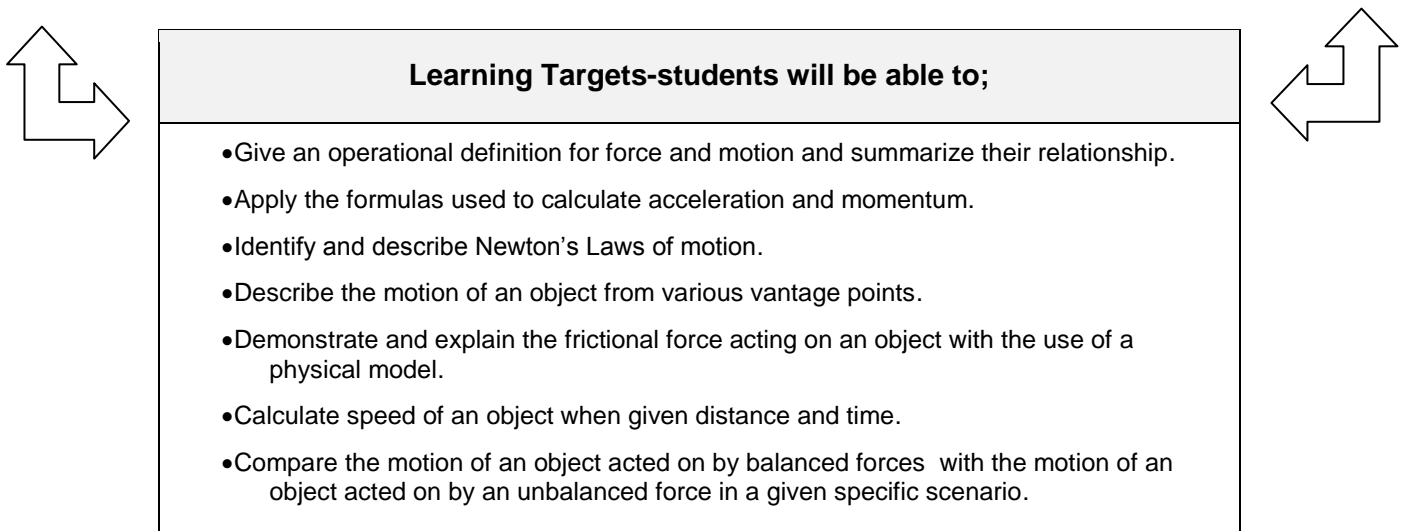 Learning Targets-students will be able to;
•Give an operational definition for force and motion and summarize their relationship.
•Apply the formulas used to calculate acceleration and momentum.
•Identify and describe Newton’s Laws of motion.
•Describe the motion of an object from various vantage points.
•Demonstrate and explain the frictional force acting on an object with the use of a
physical model.
•Calculate speed of an object when given distance and time.
•Compare the motion of an object acted on by balanced forces  with the motion of an
object acted on by an unbalanced force in a given specific scenario.